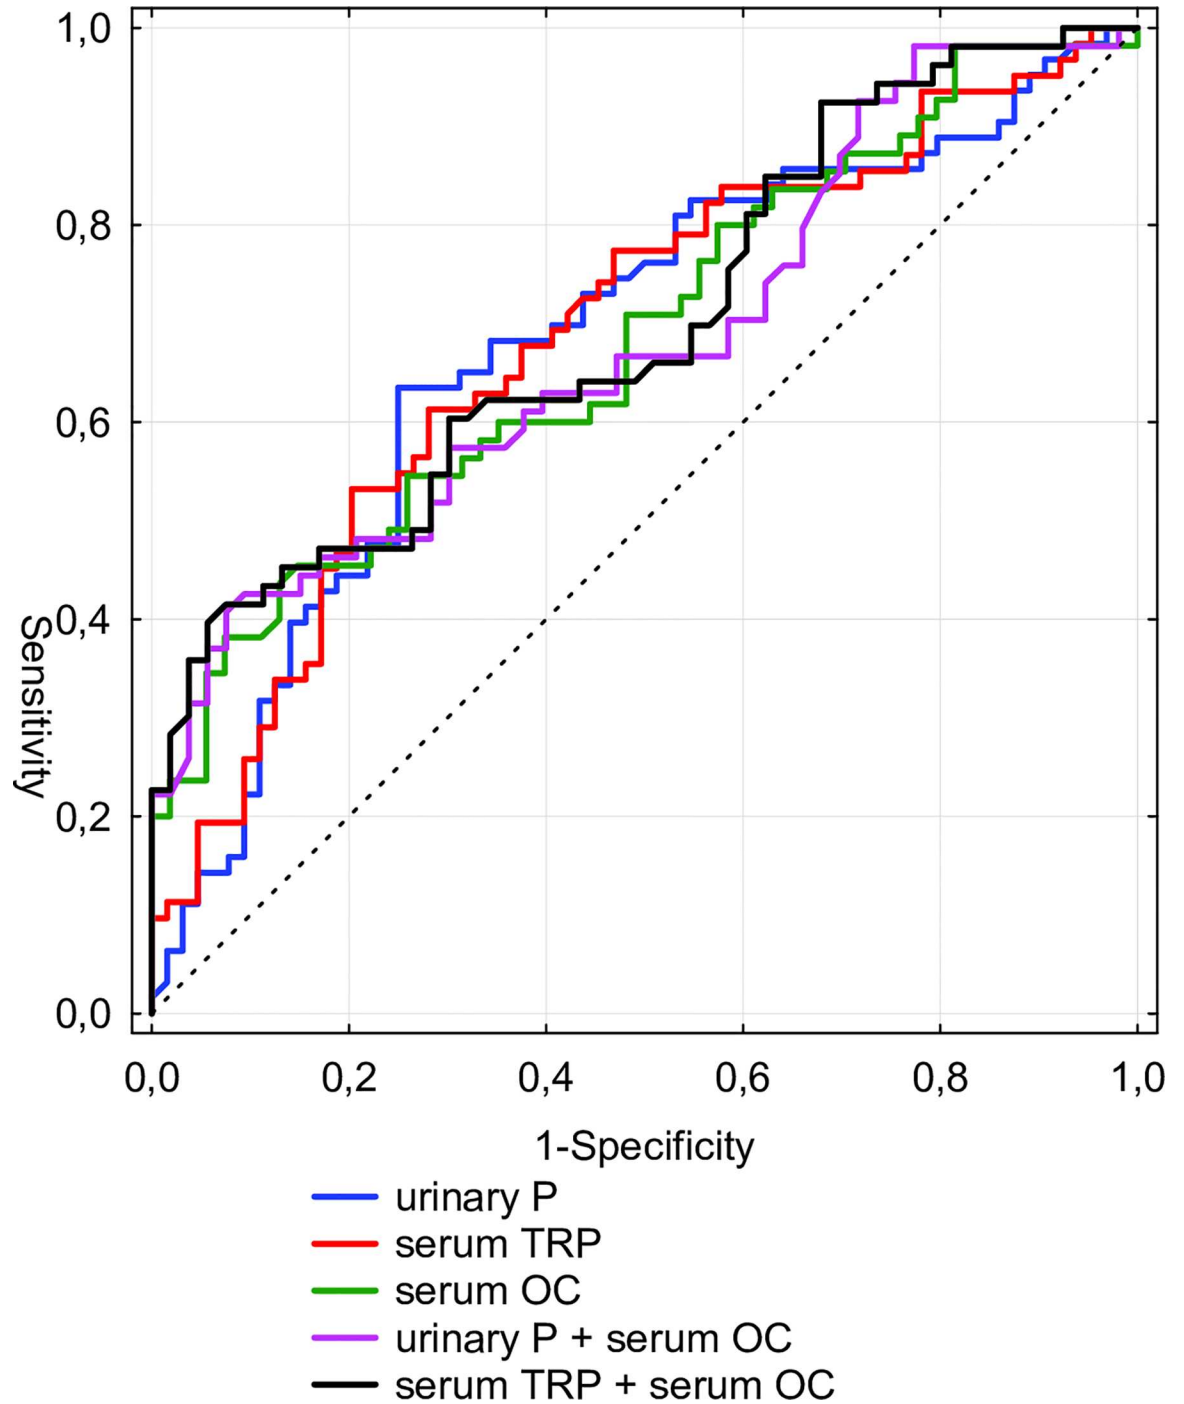 1,0
0,8
0,6
0,4
0,2
0,0
Sensitivity
0,0 0,2 0,4 0,6 0,8 1,0
1-Specificity
urinary P
serum TRP
serum OC
urinary P + serum OC
serum TRP + serum OC